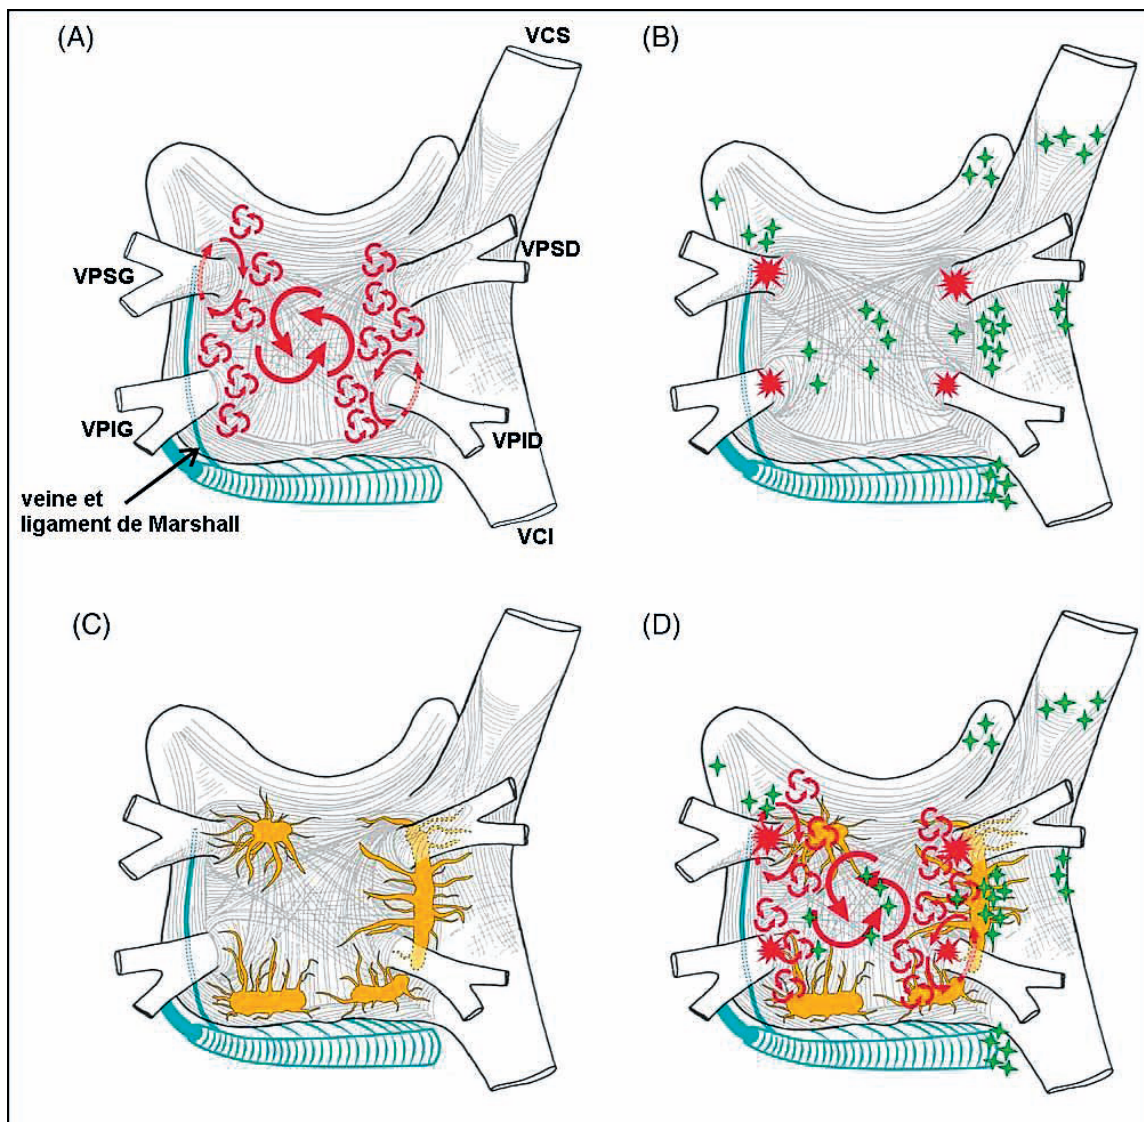 (A)
VCS
(B)
VPSG
VPSD
VPIG
VPID
veine et
ligament de Marshall
VCI
(C)
(D)